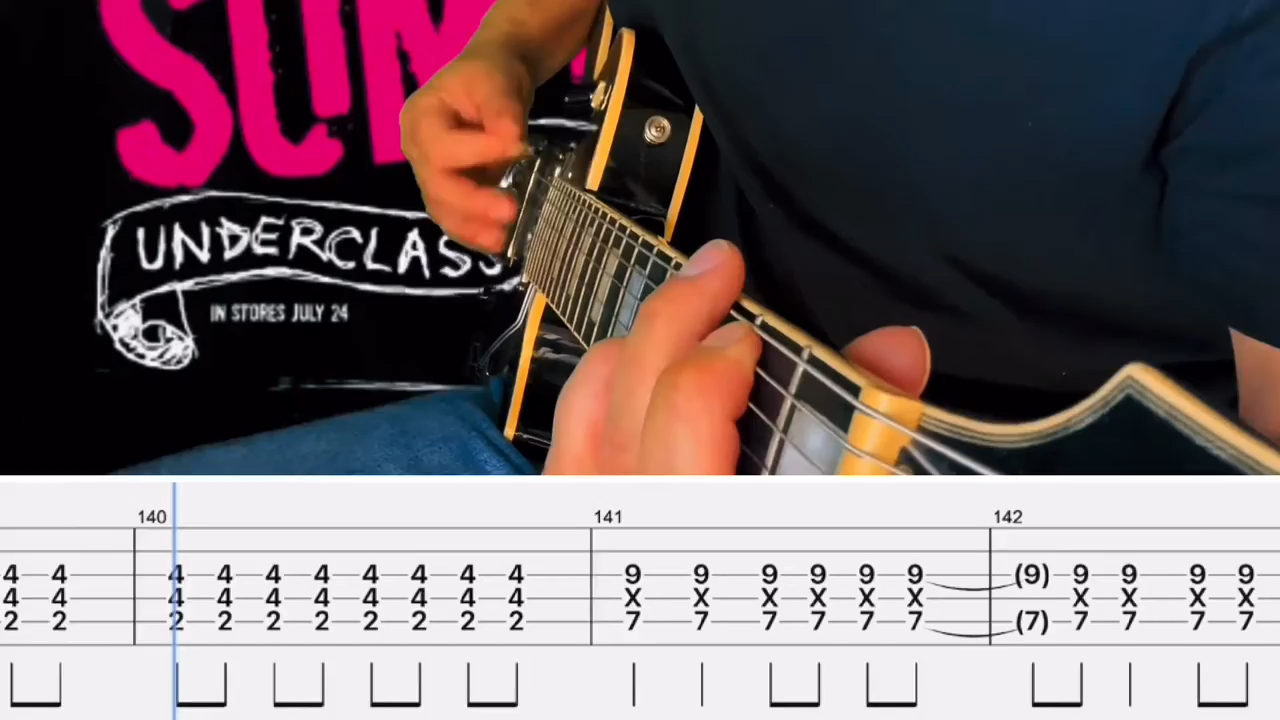 SUM
UNDERCLASS
IN STORES JULY 24
140 141 142
4 4 4 4 4 4 4 4 4 4 9 9 9 9 9 9 (9) 9 9 9 9
4 4 4 4 4 4 4 4 4 4 X X X X X X X X X X
2 2 2 2 2 2 2 2 2 2 7 7 7 7 7 7 (7) 7 7 7 7